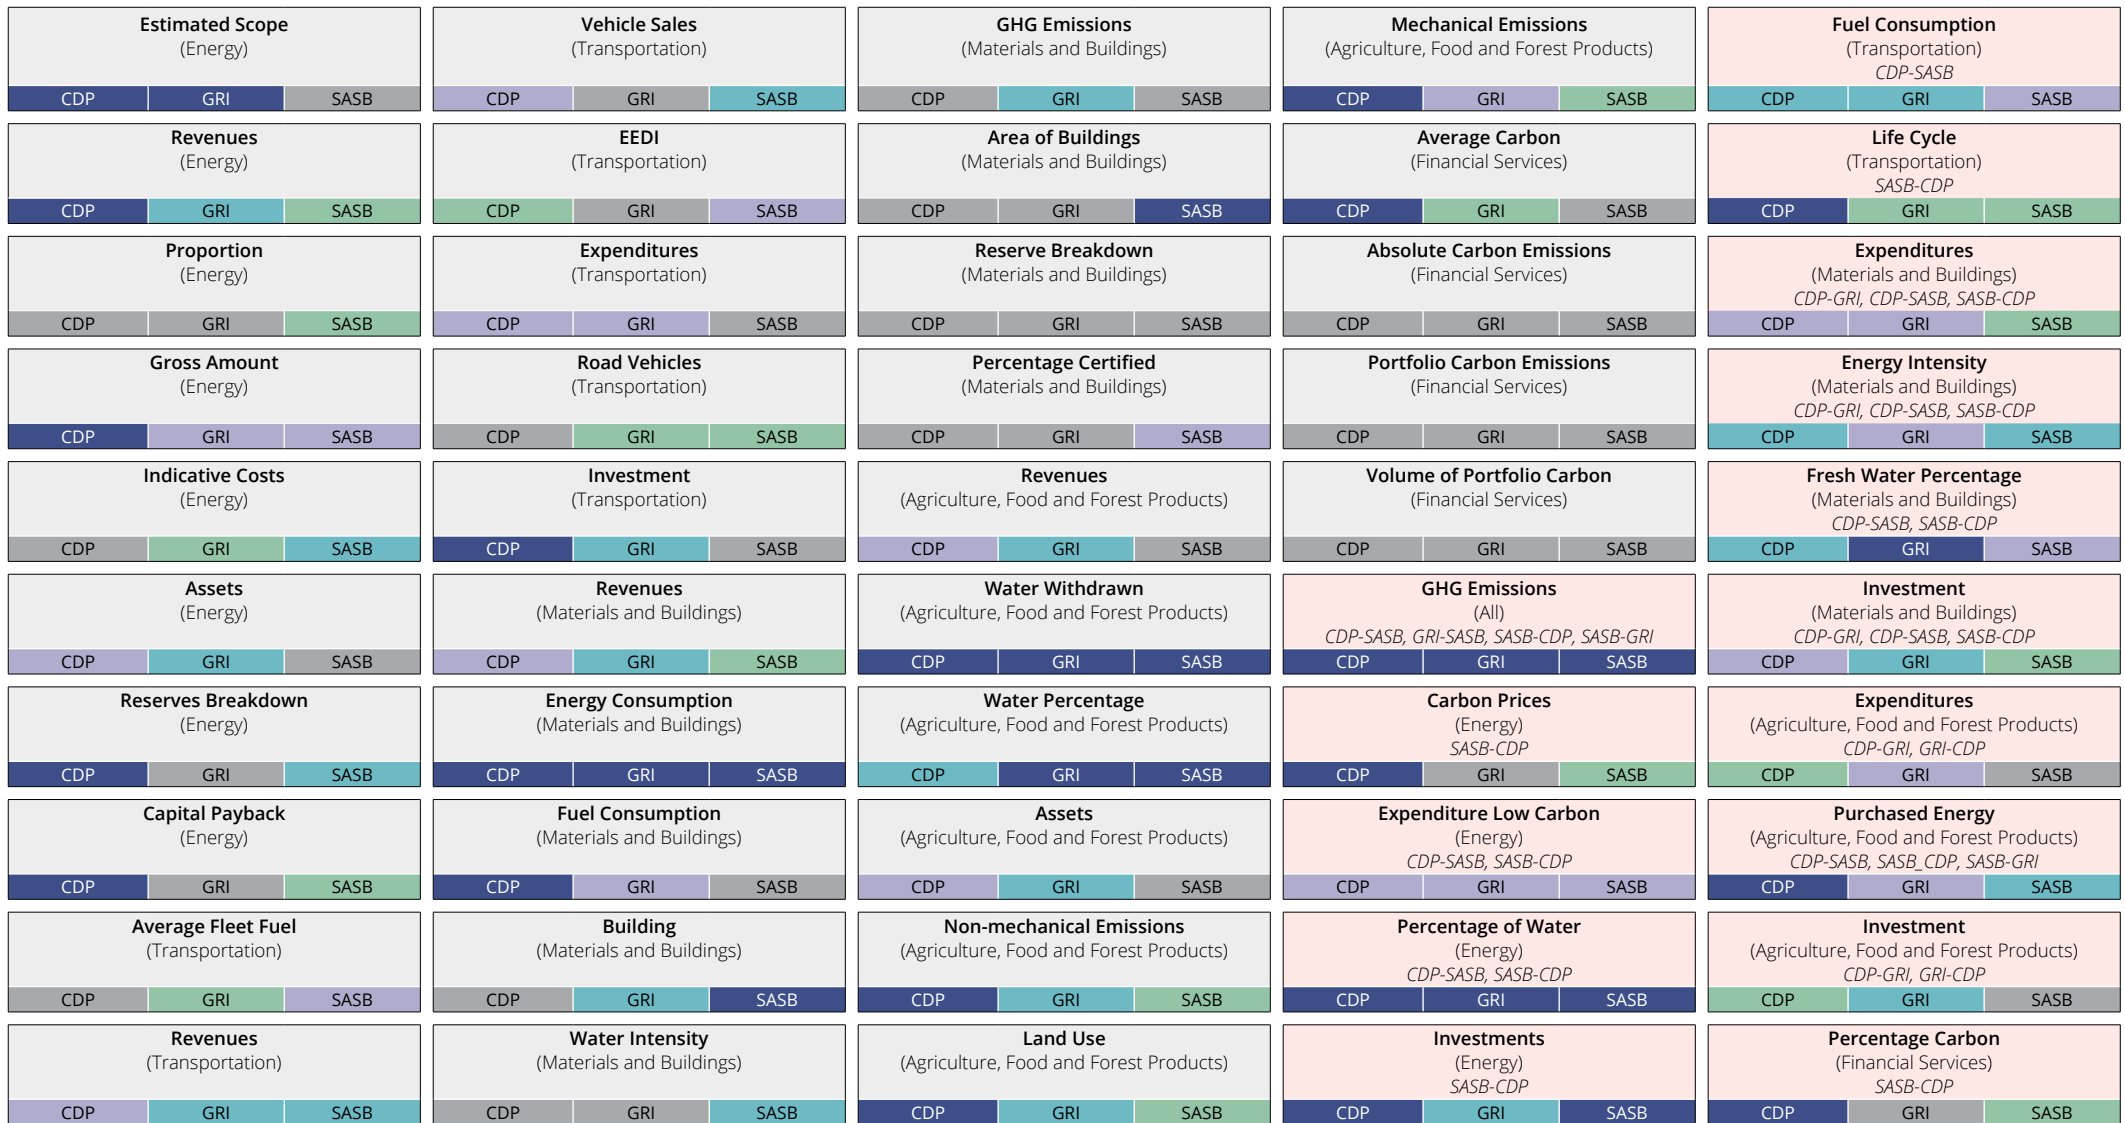 Estimated Scope
(Energy)
CDP GRI SASB
Revenues
(Energy)
CDP GRI SASB
Proportion
(Energy)
CDP GRI SASB
Gross Amount
(Energy)
CDP GRI SASB
Indicative Costs
(Energy)
CDP GRI SASB
Assets
(Energy)
CDP GRI SASB
Reserves Breakdown
(Energy)
CDP GRI SASB
Capital Payback
(Energy)
CDP GRI SASB
Average Fleet Fuel
(Transportation)
CDP GRI SASB
Revenues
(Transportation)
CDP GRI SASB
Vehicle Sales
(Transportation)
CDP GRI SASB
EEDI
(Transportation)
CDP GRI SASB
Expenditures
(Transportation)
CDP GRI SASB
Road Vehicles
(Transportation)
CDP GRI SASB
Investment
(Transportation)
CDP GRI SASB
Revenues
(Materials and Buildings)
CDP GRI SASB
Energy Consumption
(Materials and Buildings)
CDP GRI SASB
Fuel Consumption
(Materials and Buildings)
CDP GRI SASB
Building
(Materials and Buildings)
CDP GRI SASB
Water Intensity
(Materials and Buildings)
CDP GRI SASB
GHG Emissions
(Materials and Buildings)
CDP GRI SASB
Area of Buildings
(Materials and Buildings)
CDP GRI SASB
Reserve Breakdown
(Materials and Buildings)
CDP GRI SASB
Percentage Certified
(Materials and Buildings)
CDP GRI SASB
Revenues
(Agriculture, Food and Forest Products)
CDP GRI SASB
Water Withdrawn
(Agriculture, Food and Forest Products)
CDP GRI SASB
Water Percentage
(Agriculture, Food and Forest Products)
CDP GRI SASB
Assets
(Agriculture, Food and Forest Products)
CDP GRI SASB
Non-mechanical Emissions
(Agriculture, Food and Forest Products)
CDP GRI SASB
Land Use
(Agriculture, Food and Forest Products)
CDP GRI SASB
Mechanical Emissions
(Agriculture, Food and Forest Products)
CDP GRI SASB
Average Carbon
(Financial Services)
CDP GRI SASB
Absolute Carbon Emissions
(Financial Services)
CDP GRI SASB
Portfolio Carbon Emissions
(Financial Services)
CDP GRI SASB
Volume of Portfolio Carbon
(Financial Services)
CDP GRI SASB
GHG Emissions
(All)
CDP-SASB, GRI-SASB, SASB-CDP, SASB-GRI
CDP GRI SASB
Carbon Prices
(Energy)
SASB-CDP
CDP GRI SASB
Expenditure Low Carbon
(Energy)
CDP-SASB, SASB-CDP
CDP GRI SASB
Percentage of Water
(Energy)
CDP-SASB, SASB-CDP
CDP GRI SASB
Investments
(Energy)
SASB-CDP
CDP GRI SASB
Fuel Consumption
(Transportation)
CDP-SASB
CDP GRI SASB
Life Cycle
(Transportation)
SASB-CDP
CDP GRI SASB
Expenditures
(Materials and Buildings)
CDP-GRI, CDP-SASB, SASB-CDP
CDP GRI SASB
Energy Intensity
(Materials and Buildings)
CDP-GRI, CDP-SASB, SASB-CDP
CDP GRI SASB
Fresh Water Percentage
(Materials and Buildings)
CDP-SASB, SASB-CDP
CDP GRI SASB
Investment
(Materials and Buildings)
CDP-GRI, CDP-SASB, SASB-CDP
CDP GRI SASB
Expenditures
(Agriculture, Food and Forest Products)
CDP-GRI, GRI-CDP
CDP GRI SASB
Purchased Energy
(Agriculture, Food and Forest Products)
CDP-SASB, SASB_CDP, SASB-GRI
CDP GRI SASB
Investment
(Agriculture, Food and Forest Products)
CDP-GRI, GRI-CDP
CDP GRI SASB
Percentage Carbon
(Financial Services)
SASB-CDP
CDP GRI SASB